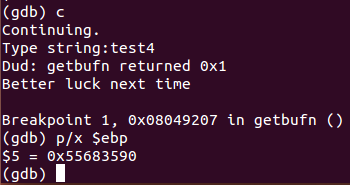 (gdb) c
Continuing.
Type string:test4
Dud: getbufn returned 0x1
Better luck next time

Breakpoint 1, 0x08049207 in getbufn ()
(gdb) p/x $ebp
$5 = 0x55683590
(gdb)